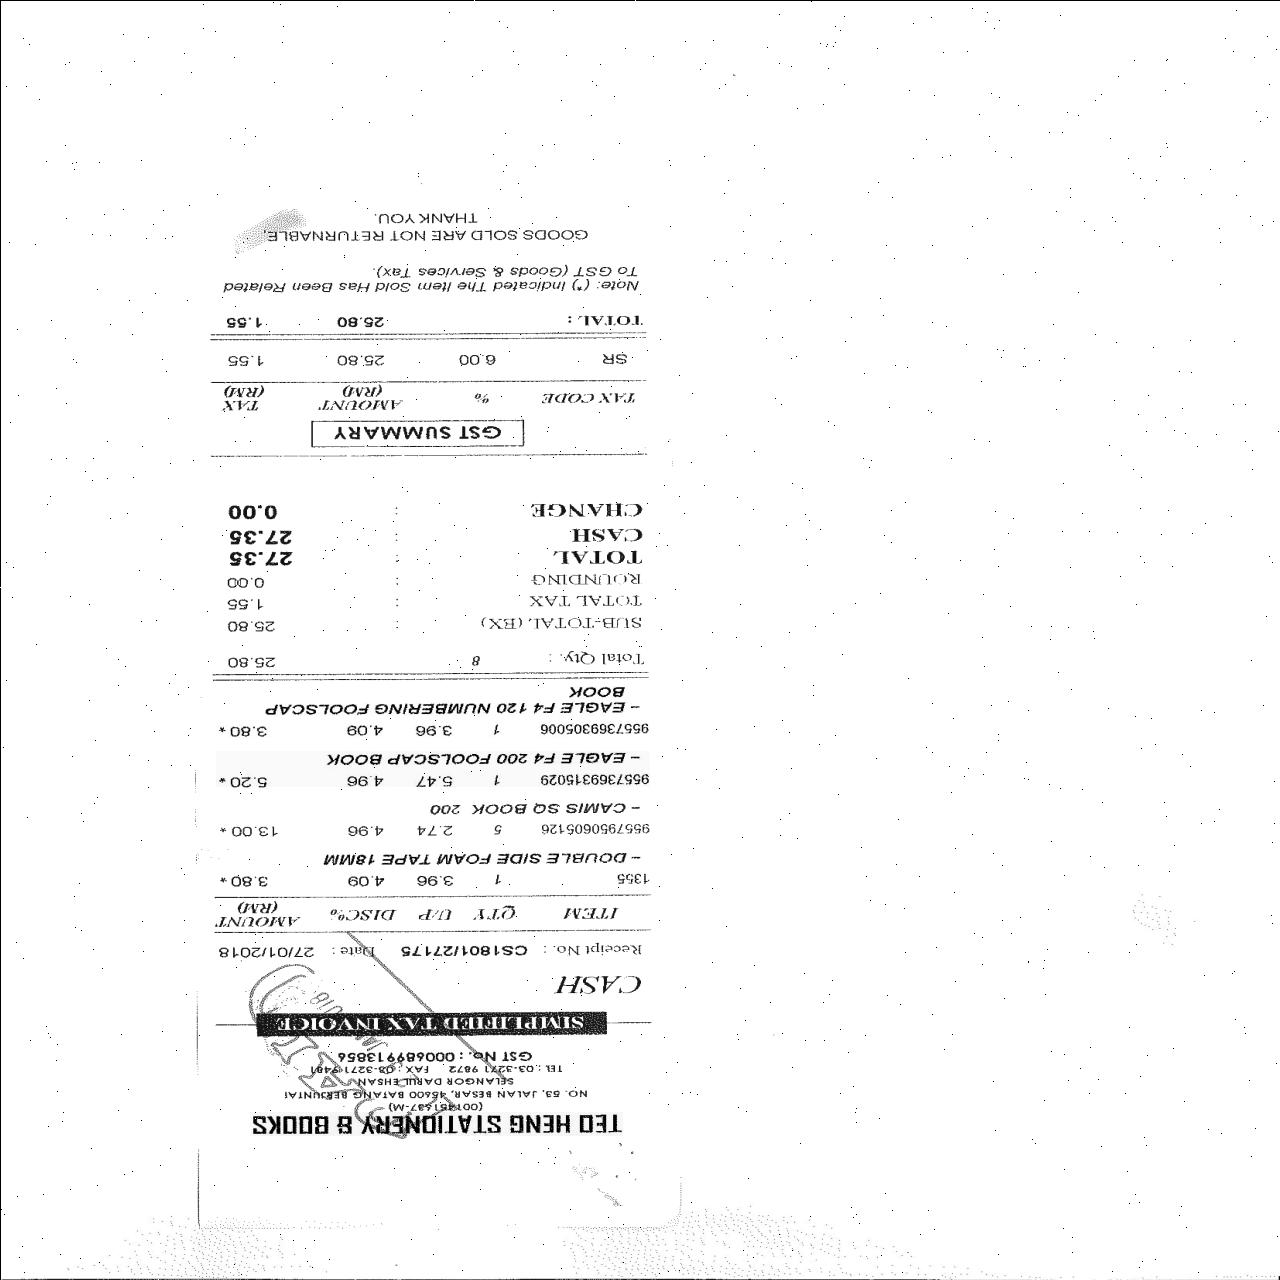 TEO HENG STATIONERY & BOOKS
(001451637-M)
NO. 53, JALAN BESAR, 45600 BATANG BERJUNTAI
SELANGOR DARUL EHSAN
TEL : 03-3271 9872 FAX : 03-3271 9491
GST No. : 000689913856
SIMPLIFIED TAX INVOICE
CASH
Receipt No. : CS1801/27175 Date : 27/01/2018
ITEM QTY U/P DISC% AMOUNT (RM)
1355 1 3.96 4.09 3.80 *
- DOUBLE SIDE FOAM TAPE 18MM
9557950605126 5 2.74 4.96 13.00 *
- CAMIS SQ BOOK 200
9557369315029 1 5.47 4.96 5.20 *
- EAGLE F4 200 FOOLSCAP BOOK
9557369305006 1 3.96 4.09 3.80 *
- EAGLE F4 120 NUMBERING FOOLSCAP
BOOK
Total Qty. : 8 25.80
SUB-TOTAL (EX) : 25.80
TOTAL TAX : 1.55
ROUNDING : 0.00
TOTAL : 27.35
CASH : 27.35
CHANGE : 0.00
GST SUMMARY
TAX CODE % AMOUNT (RM) TAX (RM)
SR 6.00 25.80 1.55
TOTAL : 25.80 1.55
Note: (*) Indicated The Item Sold Has Been Related
To GST (Goods & Services Tax).
GOODS SOLD ARE NOT RETURNABLE,
THANK YOU.